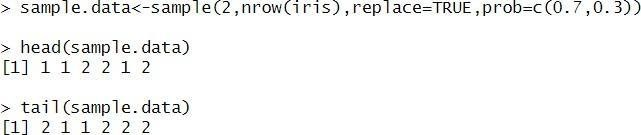 > sample.data<-sample(2,nrow(iris),replace=TRUE,prob=c(0.7,0.3))
> head(sample.data)
[1] 1 1 2 2 1 2
> tail(sample.data)
[1] 2 1 1 2 2 2